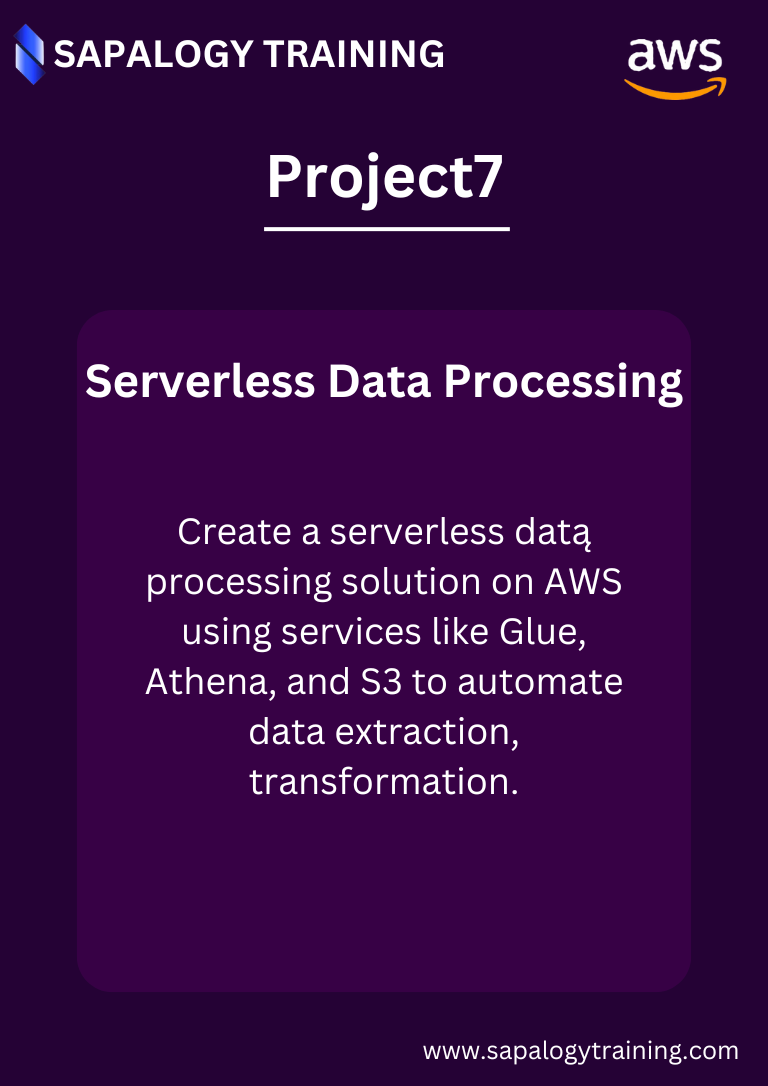 SAPALOGY TRAINING
aws
Project7
Serverless Data Processing
Create a serverless datą
processing solution on AWS
using services like Glue,
Athena, and S3 to automate
data extraction,
transformation.
www.sapalogytraining.com